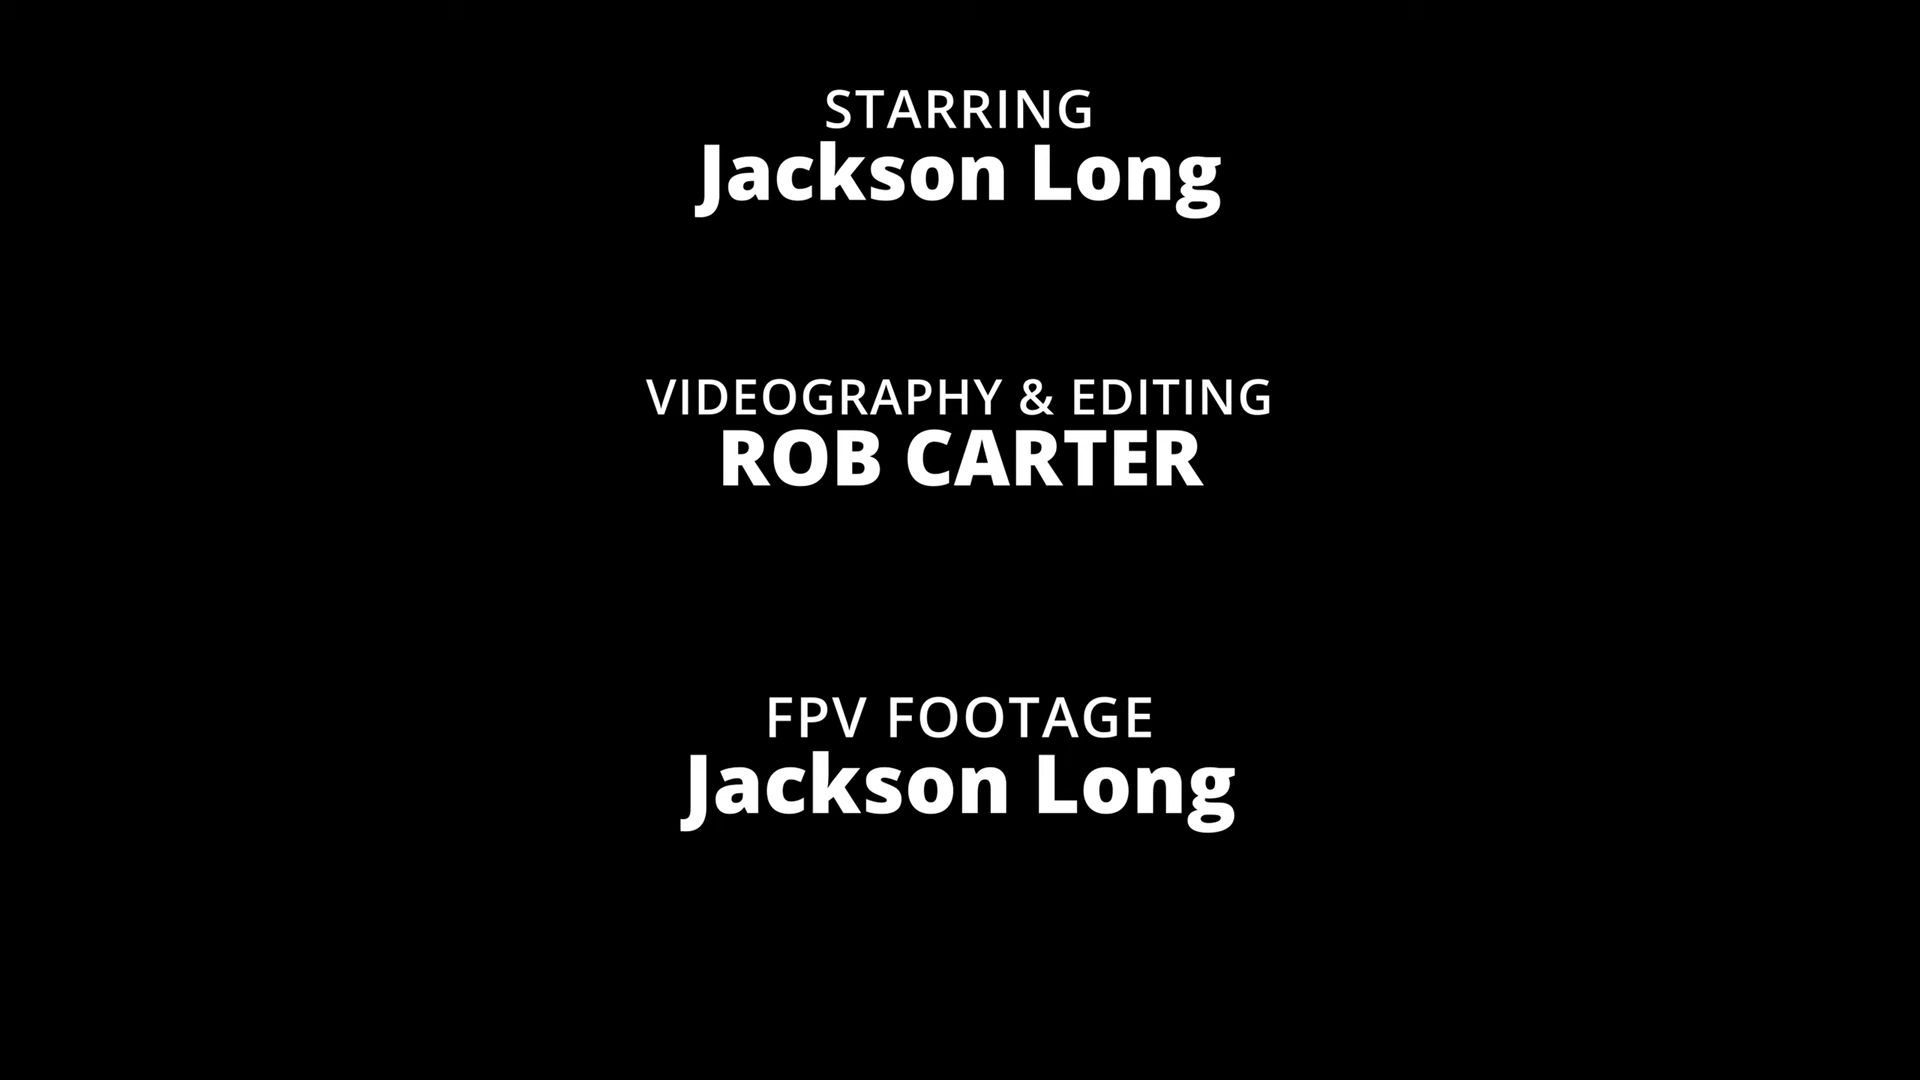 STARRING
Jackson Long
VIDEOGRAPHY & EDITING
ROB CARTER
FPV FOOTAGE
Jackson Long